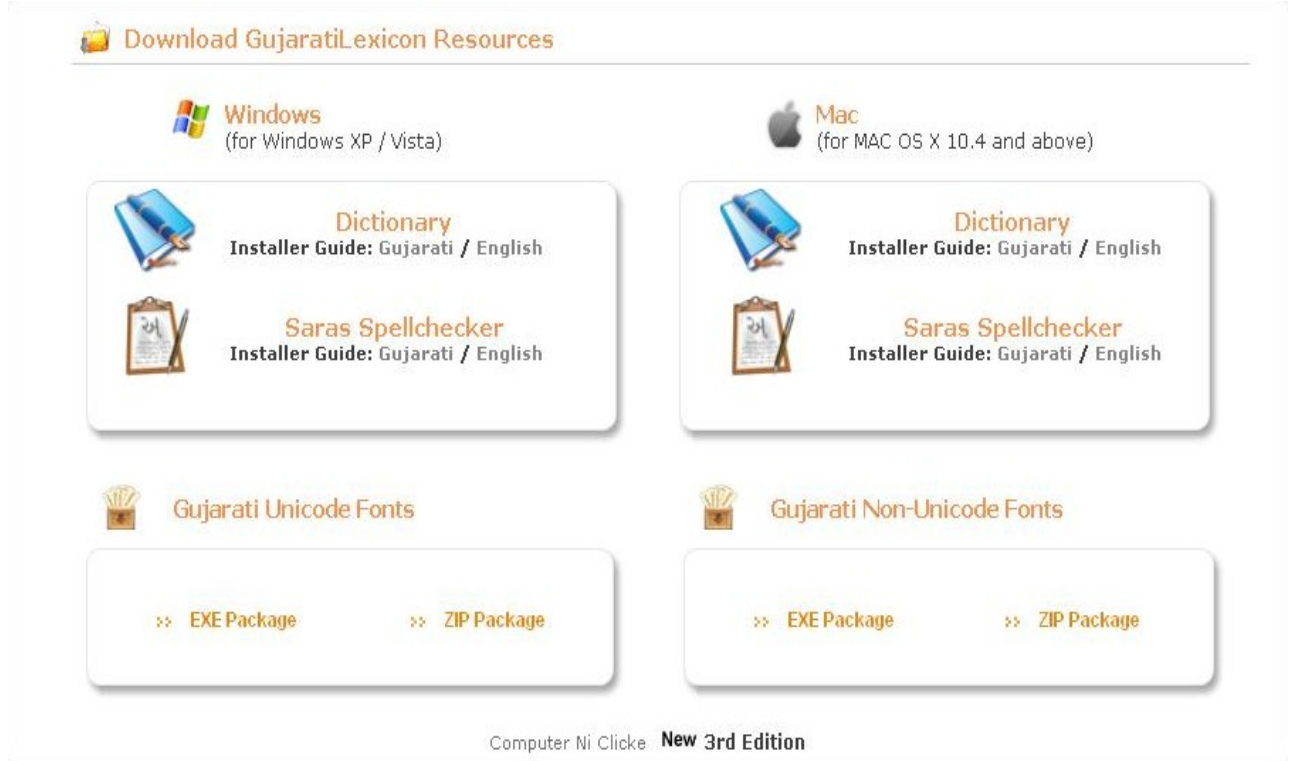 Download GujaratiLexicon Resources
Windows
(for Windows XP / Vista)
Mac
(for MAC OS X 10.4 and above)
Dictionary
Installer Guide: Gujarati / English
Saras Spellchecker
Installer Guide: Gujarati / English
Dictionary
Installer Guide: Gujarati / English
Saras Spellchecker
Installer Guide: Gujarati / English
Gujarati Unicode Fonts
Gujarati Non-Unicode Fonts
>> EXE Package >> ZIP Package
>> EXE Package >> ZIP Package
Computer Ni Clicke New 3rd Edition